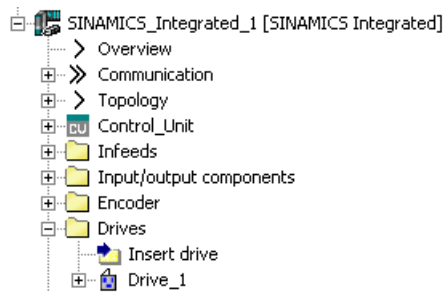 SINAMICS_Integrated_1 [SINAMICS Integrated]
Overview
Communication
Topology
CU Control_Unit
Infeeds
Input/output components
Encoder
Drives
Insert drive
Drive_1